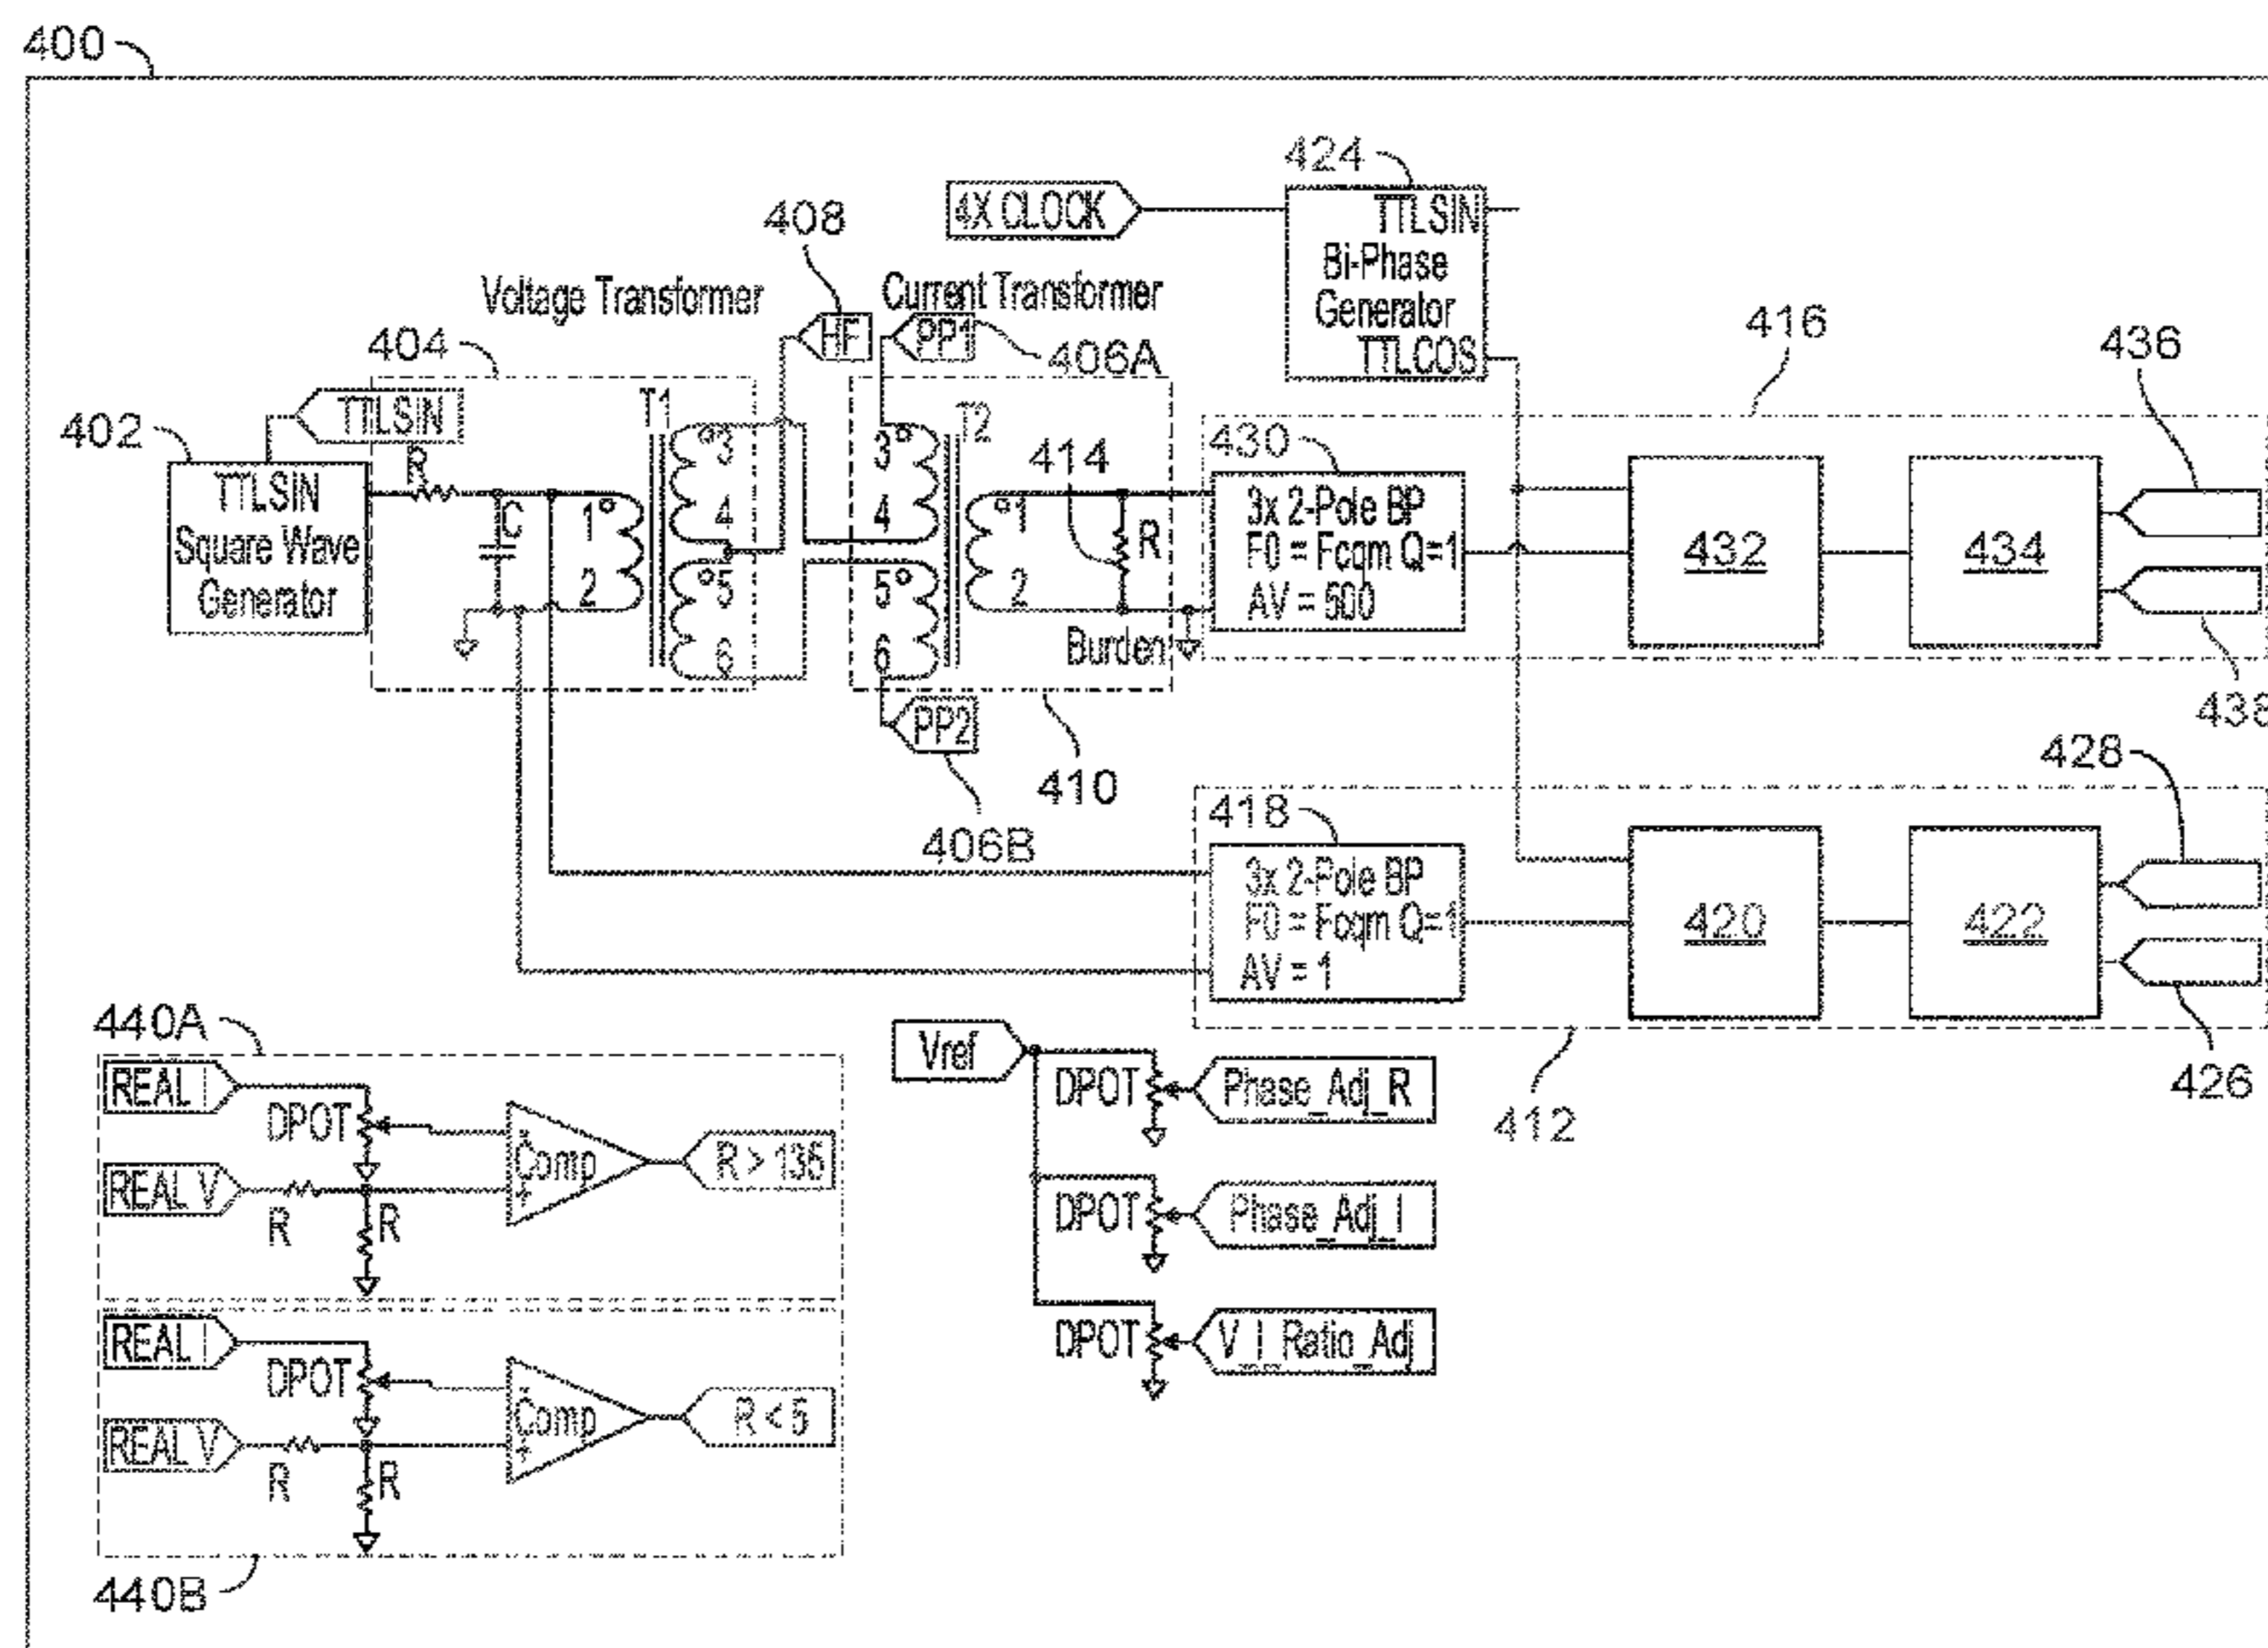 400
424
4X CLOCK
TTLSIN
Bi-Phase
Generator
TTLCOS
408
Voltage Transformer
Current Transformer
HF
PP1
406A
416
436
404
TTLSIN
402
T1
T2
TTLSIN
Square Wave
Generator
R
C
1
2
3
4
5
6
3
4
5
6
1
2
414
R
Burden
430
3x 2-Pole BP
F0 = Fcqm Q=1
AV = 500
432
434
438
PP2
410
406B
428
418
3x 2-Pole BP
F0 = Fcqm Q=1
AV = 1
420
422
426
412
440A
REAL I
DPOT
REAL V
R
R
-
Comp
+
R > 135
Vref
DPOT
Phase_Adj_R
DPOT
Phase_Adj_I
DPOT
V_I_Ratio_Adj
REAL I
DPOT
REAL V
R
R
-
Comp
+
R < 5
440B